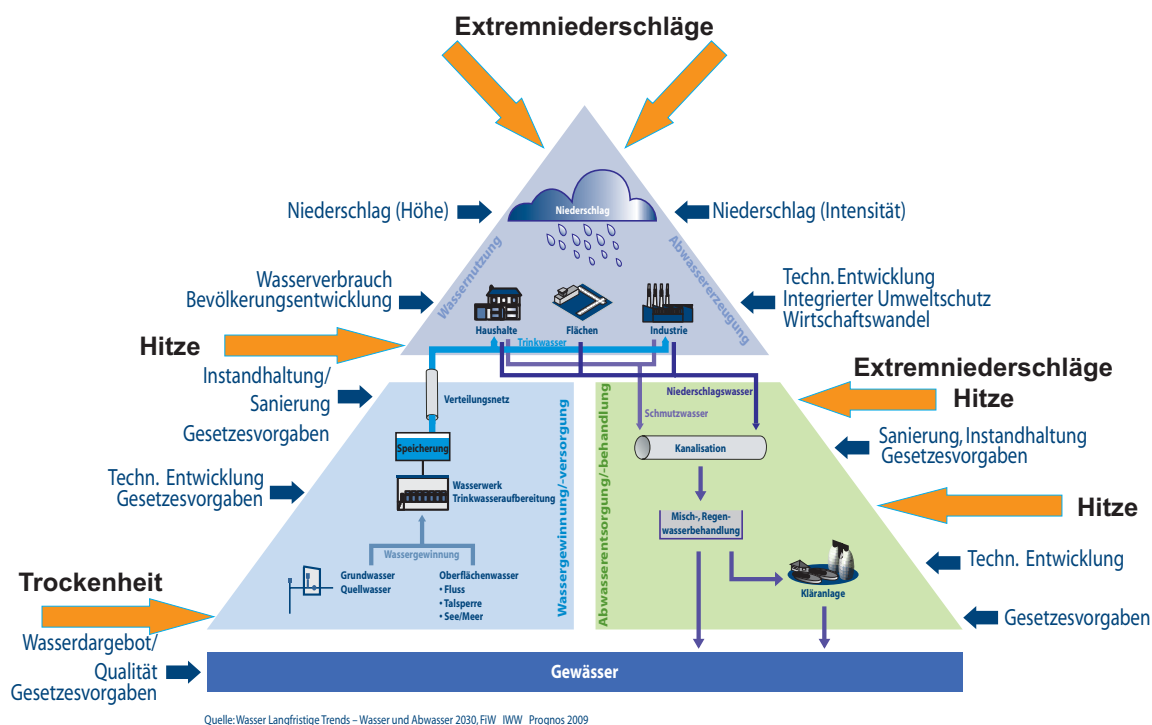 Extremniederschläge
Niederschlag (Höhe)
Niederschlag
Niederschlag (Intensität)
Wassernutzung
Abwassererzeugung
Wasserverbrauch
Bevölkerungsentwicklung
Techn. Entwicklung
Integrierter Umweltschutz
Wirtschaftswandel
Haushalte
Flächen
Industrie
Trinkwasser
Hitze
Instandhaltung/
Sanierung
Gesetzesvorgaben
Verteilungsnetz
Niederschlagswasser
Schmutzwasser
Extremniederschläge
Hitze
Speicherung
Kanalisation
Sanierung, Instandhaltung
Gesetzesvorgaben
Techn. Entwicklung
Gesetzesvorgaben
Wasserwerk
Trinkwasseraufbereitung
Wassergewinnung/-versorgung
Abwasserentsorgung/-behandlung
Misch-, Regen-
wasserbehandlung
Hitze
Wassergewinnung
Techn. Entwicklung
Grundwasser
Quellwasser
Oberflächenwasser
• Fluss
• Talsperre
• See/Meer
Kläranlage
Trockenheit
Gesetzesvorgaben
Wasserdargebot/
Qualität
Gesetzesvorgaben
Gewässer
Quelle: Wasser Langfristige Trends – Wasser und Abwasser 2030, FiW IWW Prognos 2009